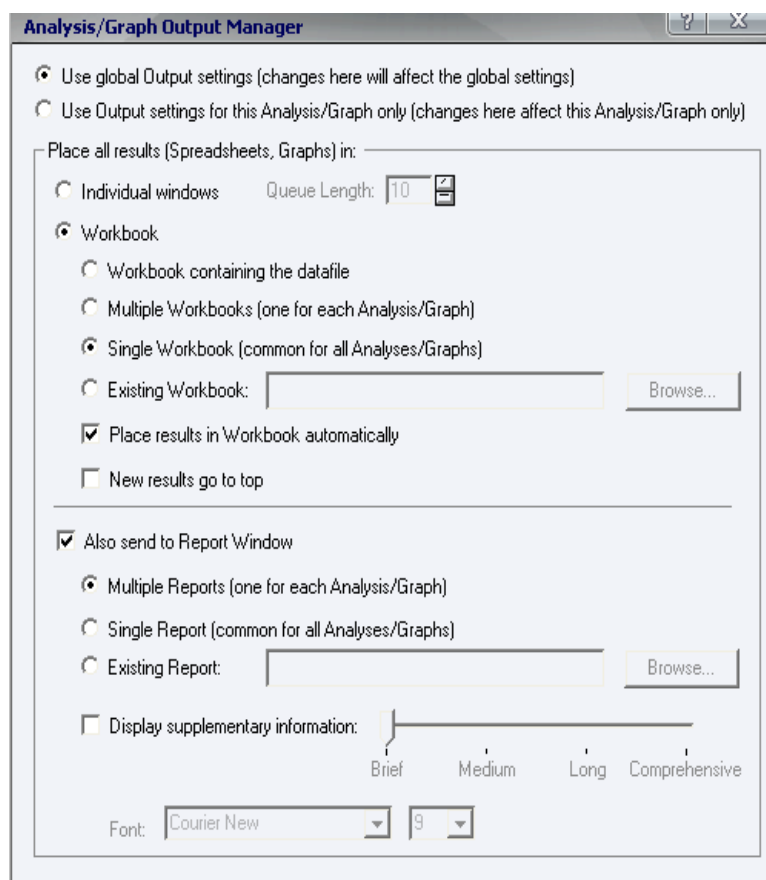 Analysis/Graph Output Manager
Use global Output settings (changes here will affect the global settings)
Use Output settings for this Analysis/Graph only (changes here affect this Analysis/Graph only)
Place all results (Spreadsheets, Graphs) in:
Individual windows Queue Length: 10
Workbook
Workbook containing the datafile
Multiple Workbooks (one for each Analysis/Graph)
Single Workbook (common for all Analyses/Graphs)
Existing Workbook: Browse...
Place results in Workbook automatically
New results go to top
Also send to Report Window
Multiple Reports (one for each Analysis/Graph)
Single Report (common for all Analyses/Graphs)
Existing Report: Browse...
Display supplementary information:
Brief Medium Long Comprehensive
Font: Courier New 9